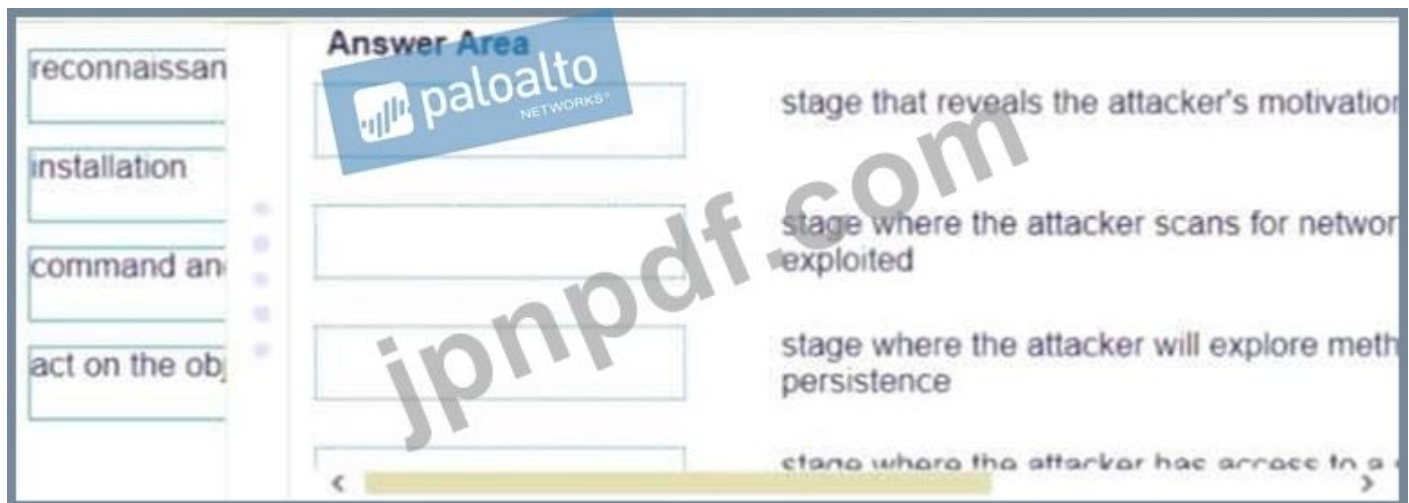 reconnaissan
installation
command an
act on the obj
Answer Area
paloalto
NETWORKS
stage that reveals the attacker's motivation
stage where the attacker scans for networ
exploited
stage where the attacker will explore meth
persistence
stage where the attacker has access to a
jpnpdf.com